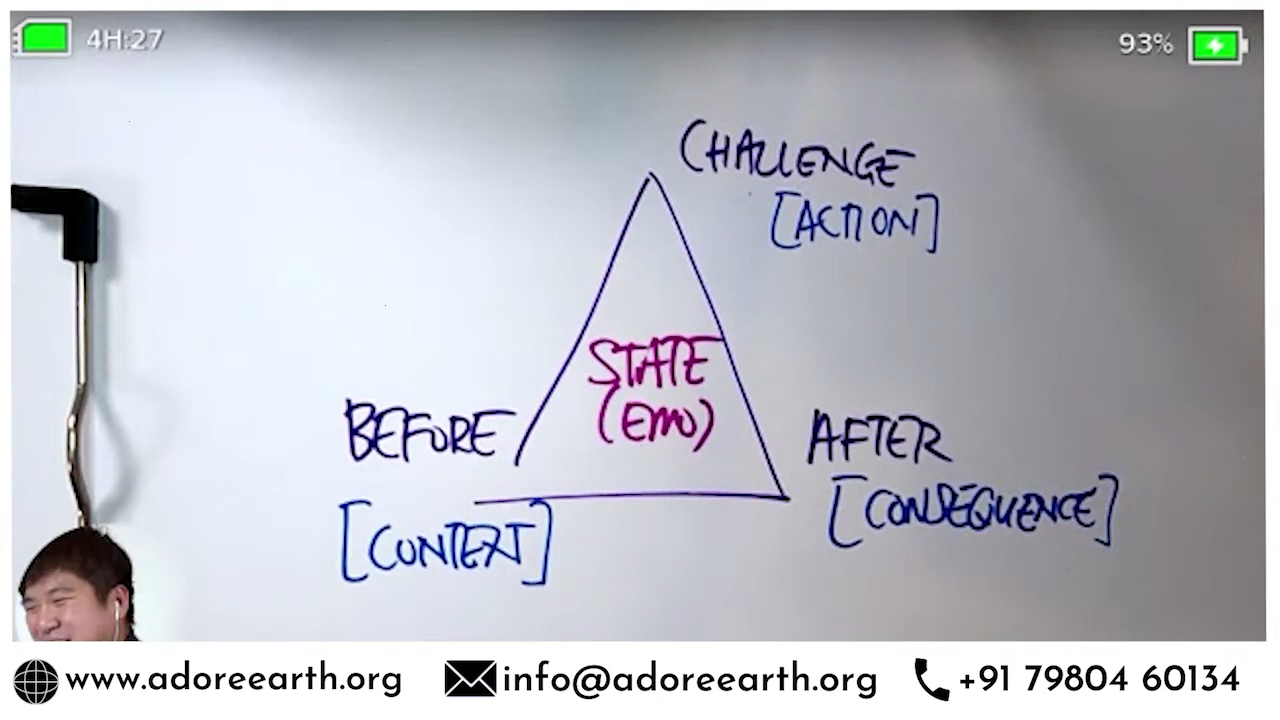 4H:27
93%
CHALLENGE
[ACTION]
STATE
(EMO)
BEFORE
AFTER
[CONTEXT]
[CONSEQUENCE]
www.adoreearth.org
info@adoreearth.org
+91 79804 60134